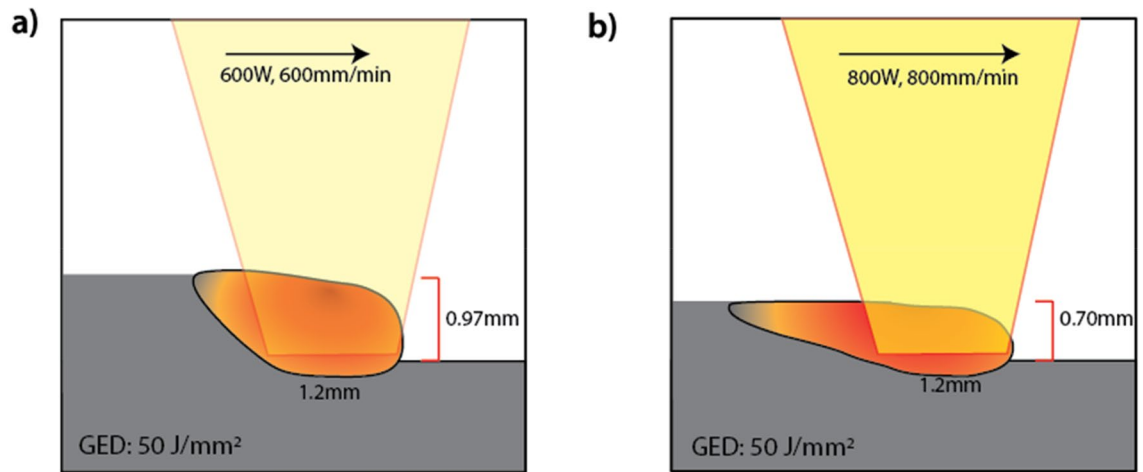 a)
600W, 600mm/min
0.97mm
1.2mm
GED: 50 J/mm²
b)
800W, 800mm/min
0.70mm
1.2mm
GED: 50 J/mm²